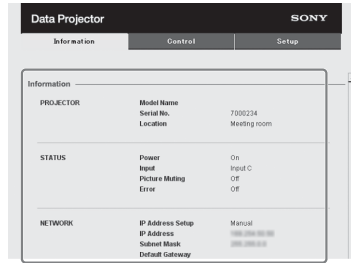 Data Projector
SONY
Information Control Setup
Information
PROJECTOR Model Name
Serial No. 7000234
Location Meeting room
STATUS Power On
Input Input C
Picture Muting Off
Error Off
NETWORK IP Address Setup Manual
IP Address
Subnet Mask
Default Gateway